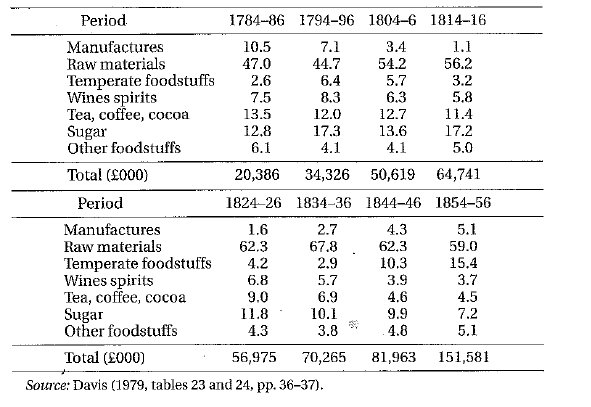 Period 1784–86 1794–96 1804–6 1814–16
Manufactures 10.5 7.1 3.4 1.1
Raw materials 47.0 44.7 54.2 56.2
Temperate foodstuffs 2.6 6.4 5.7 3.2
Wines spirits 7.5 8.3 6.3 5.8
Tea, coffee, cocoa 13.5 12.0 12.7 11.4
Sugar 12.8 17.3 13.6 17.2
Other foodstuffs 6.1 4.1 4.1 5.0
Total (£000) 20,386 34,326 50,619 64,741
Period 1824–26 1834–36 1844–46 1854–56
Manufactures 1.6 2.7 4.3 5.1
Raw materials 62.3 67.8 62.3 59.0
Temperate foodstuffs 4.2 2.9 10.3 15.4
Wines spirits 6.8 5.7 3.9 3.7
Tea, coffee, cocoa 9.0 6.9 4.6 4.5
Sugar 11.8 10.1 9.9 7.2
Other foodstuffs 4.3 3.8 4.8 5.1
Total (£000) 56,975 70,265 81,963 151,581
Source: Davis (1979, tables 23 and 24, pp. 36–37).